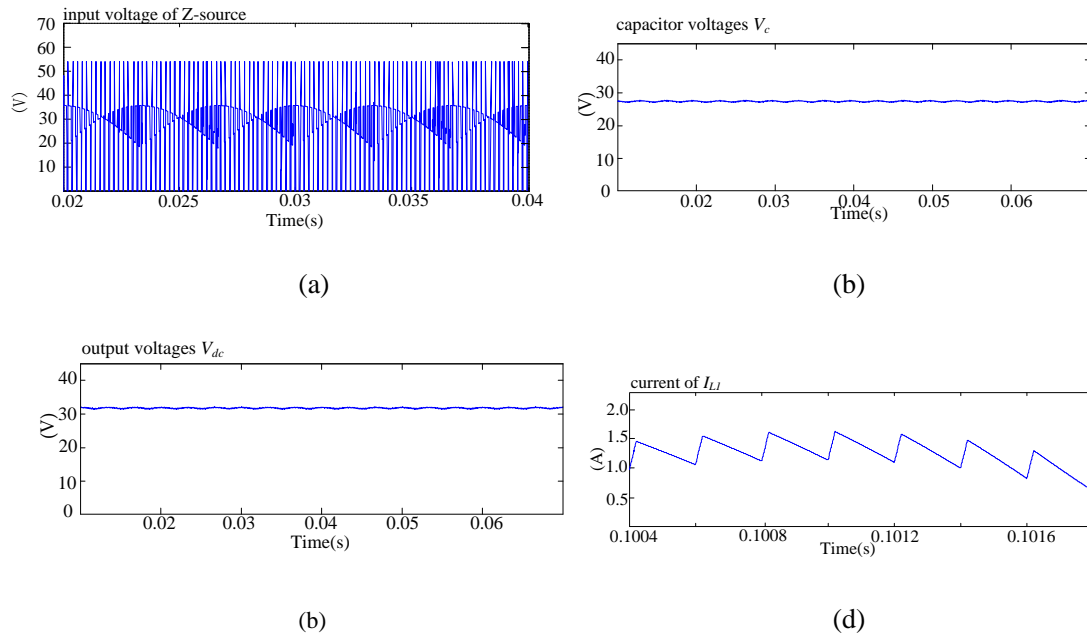 input voltage of Z-source
70
60
50
40
30
20
10
(V)
0.02 0.025 0.03 0.035 0.04
Time(s)
(a)
capacitor voltages Vc
40
30
20
10
0
(V)
0.02 0.03 0.04 0.05 0.06
Time(s)
(b)
output voltages Vdc
40
30
20
10
0
(V)
0.02 0.03 0.04 0.05 0.06
Time(s)
(b)
current of IL1
2.0
1.5
1.0
0.5
(A)
0.1004 0.1008 0.1012 0.1016
Time(s)
(d)